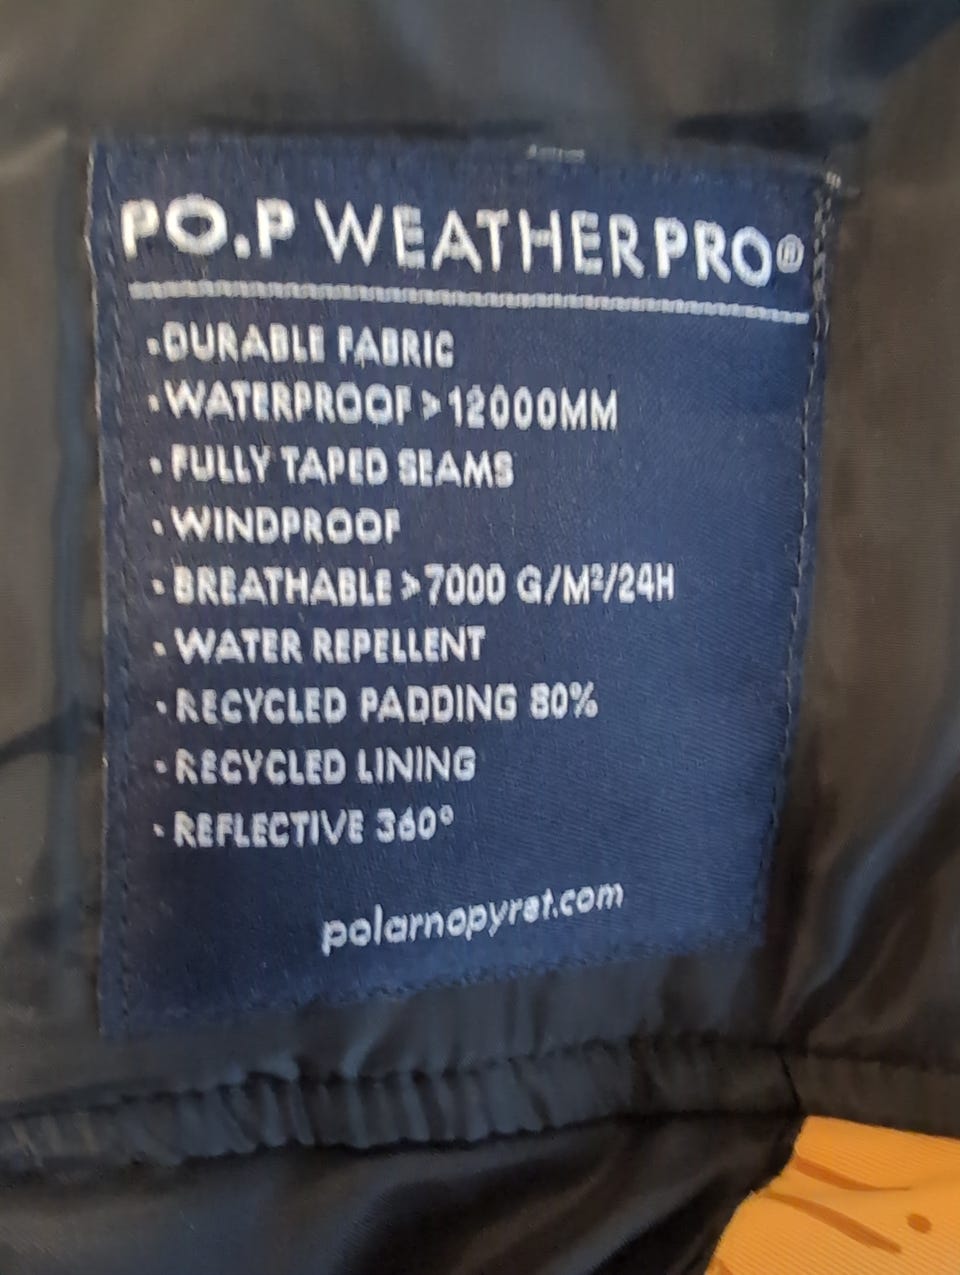 PO.P WEATHERPRO®
·DURABLE FABRIC
·WATERPROOF >12000MM
·FULLY TAPED SEAMS
·WINDPROOF
·BREATHABLE >7000 G/M²/24H
·WATER REPELLENT
·RECYCLED PADDING 80%
·RECYCLED LINING
·REFLECTIVE 360°
polarnopyret.com